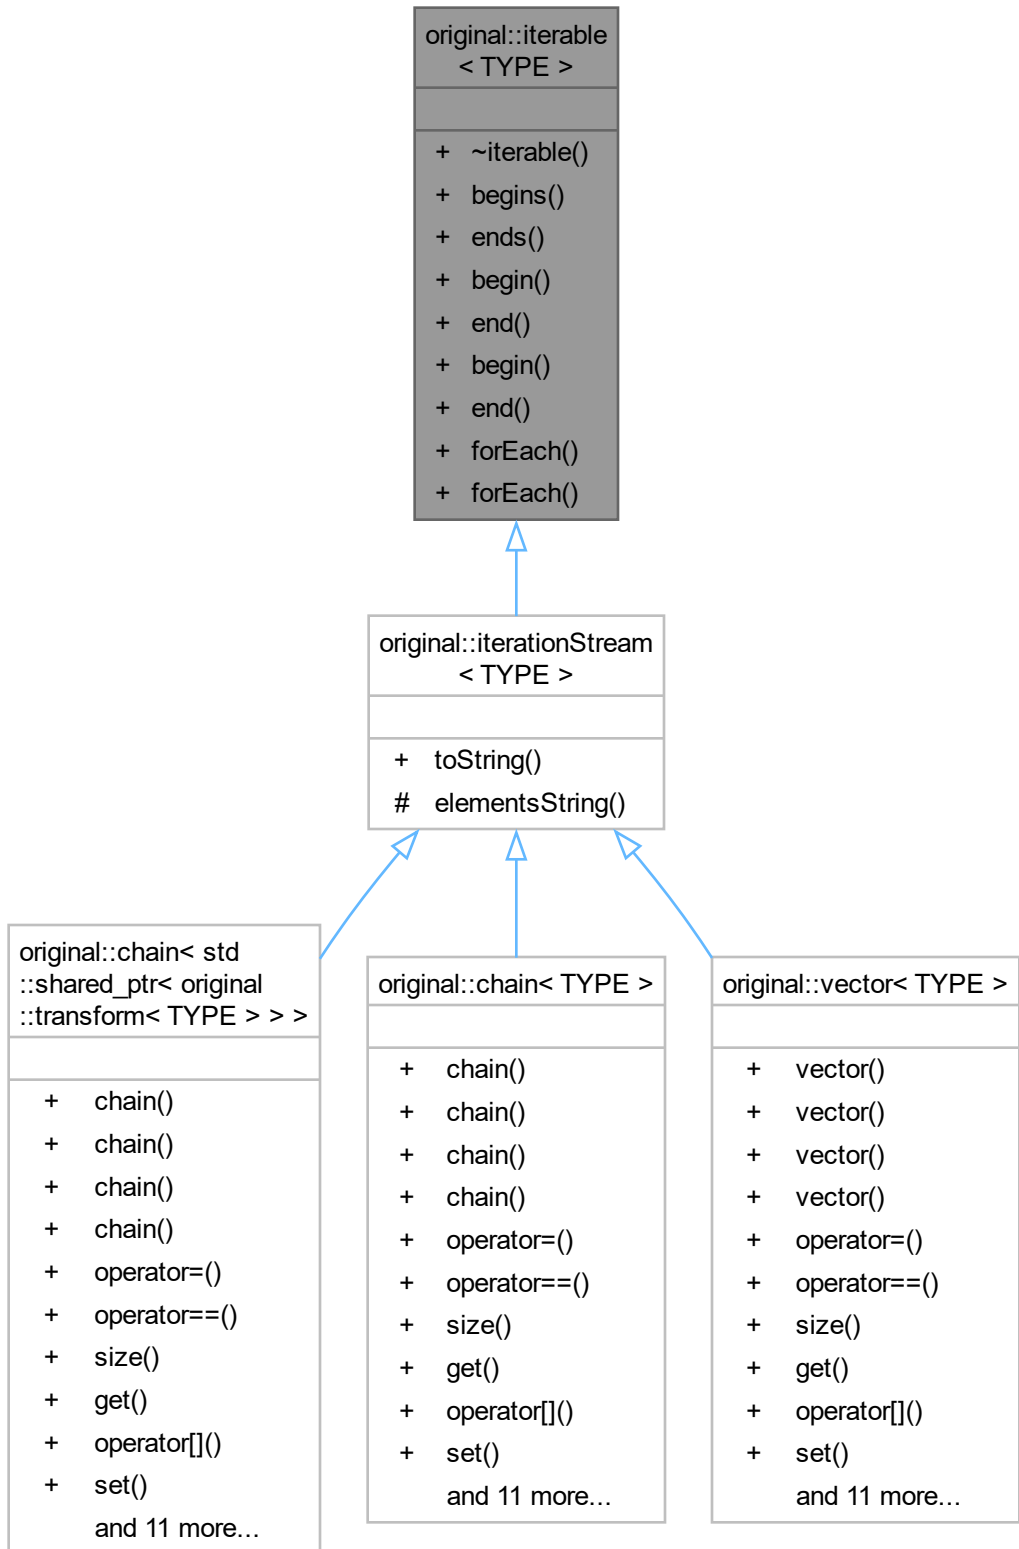 original::iterable
< TYPE >
+ ~iterable()
+ begins()
+ ends()
+ begin()
+ end()
+ begin()
+ end()
+ forEach()
+ forEach()
original::iterationStream
< TYPE >
+ toString()
# elementsString()
original::chain< std
::shared_ptr< original
::transform< TYPE > > >
+ chain()
+ chain()
+ chain()
+ chain()
+ operator=()
+ operator==()
+ size()
+ get()
+ operator[]()
+ set()
and 11 more...
original::chain< TYPE >
+ chain()
+ chain()
+ chain()
+ chain()
+ operator=()
+ operator==()
+ size()
+ get()
+ operator[]()
+ set()
and 11 more...
original::vector< TYPE >
+ vector()
+ vector()
+ vector()
+ vector()
+ operator=()
+ operator==()
+ size()
+ get()
+ operator[]()
+ set()
and 11 more...